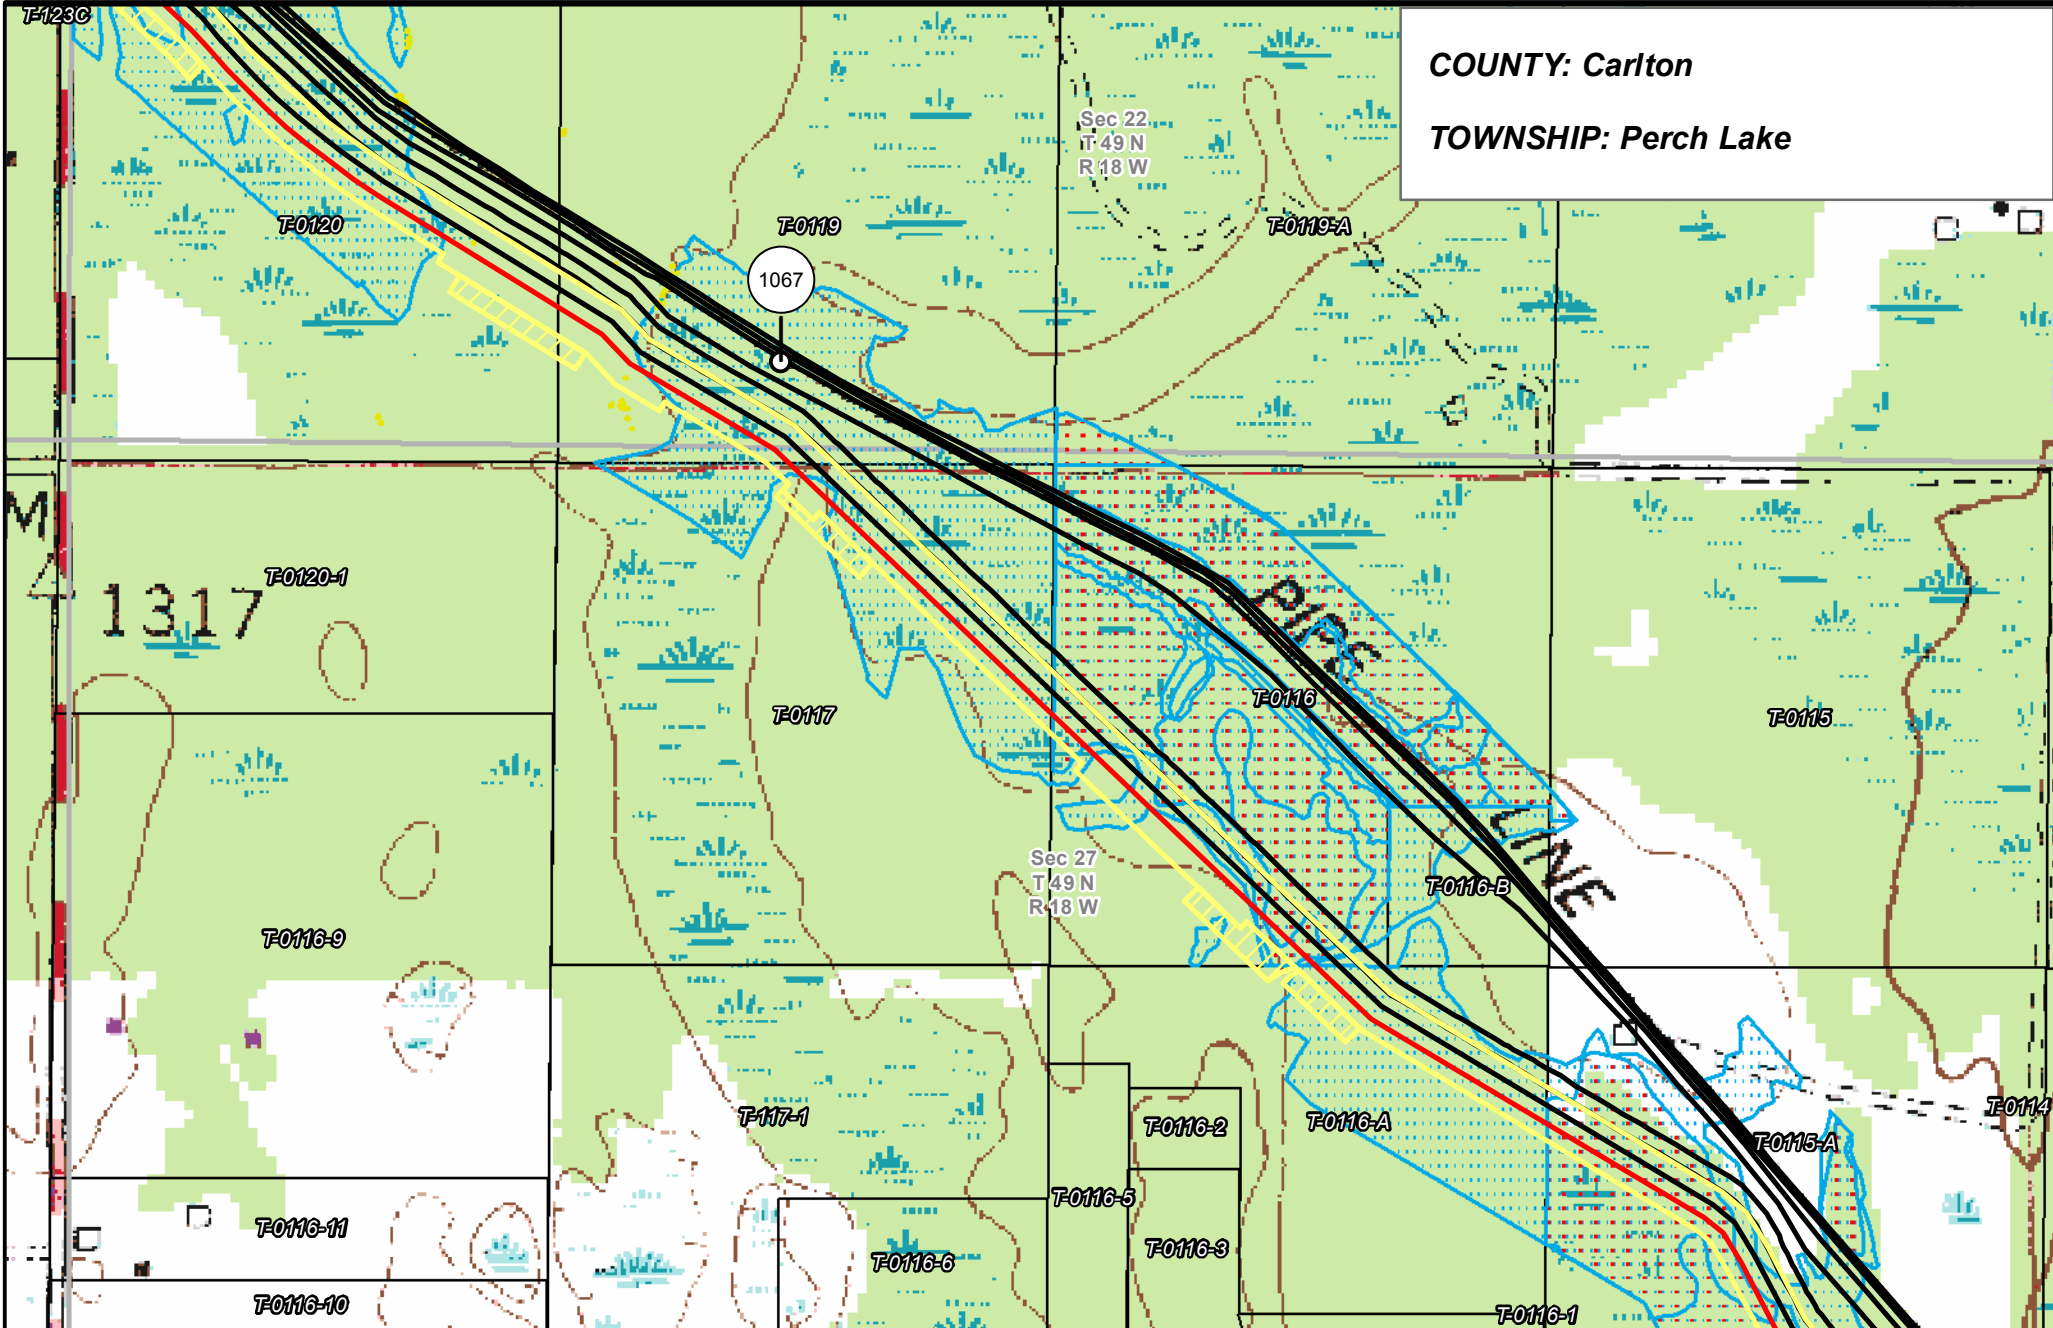 T-123C
COUNTY: Carlton
TOWNSHIP: Perch Lake
Sec 22
T 49 N
R 18 W
T-0120
T-0119
T-0119-A
1067
M
1317
T-0120-1
PIPE
T-0116
T-0117
T-0115
LINE
Sec 27
T 49 N
R 18 W
T-0116-B
T-0116-9
T-117-1
T-0116-2
T-0116-A
T-0114
T-0115-A
T-0116-5
T-0116-11
T-0116-3
T-0116-6
T-0116-10
T-0116-1